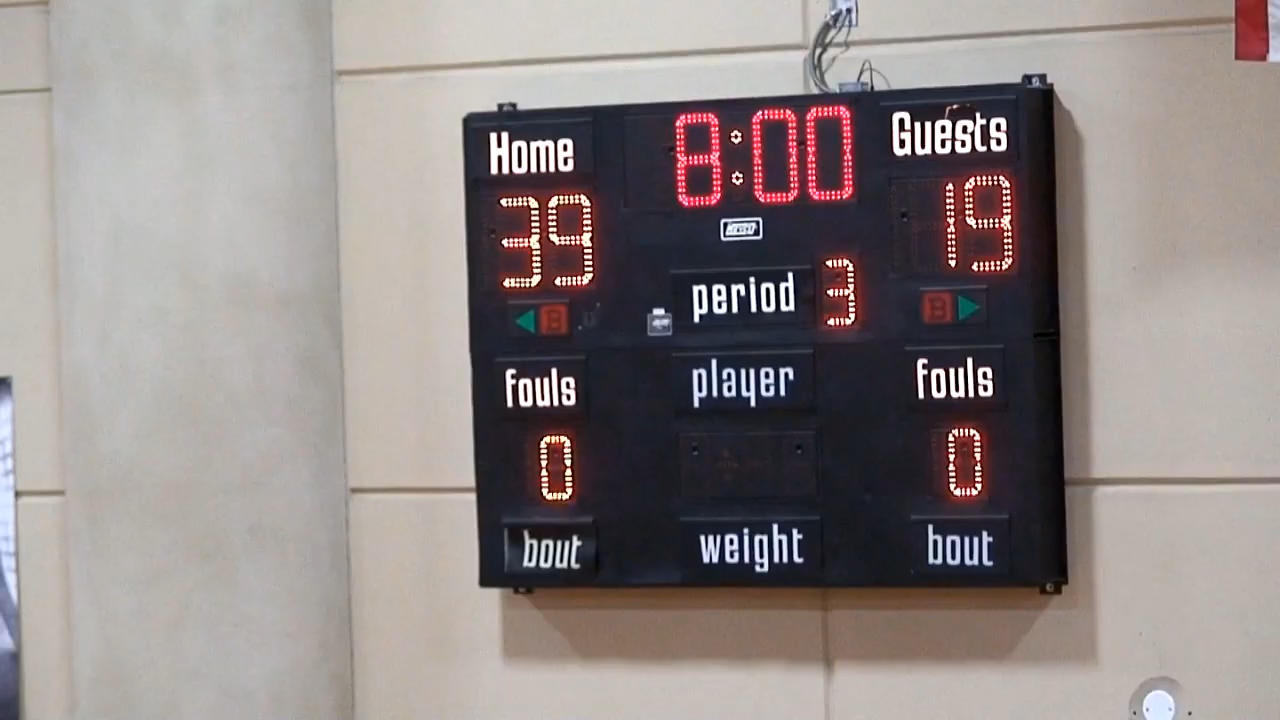 Home 8:00 Guests
39 19
period 3
B B
fouls player fouls
0 0
bout weight bout